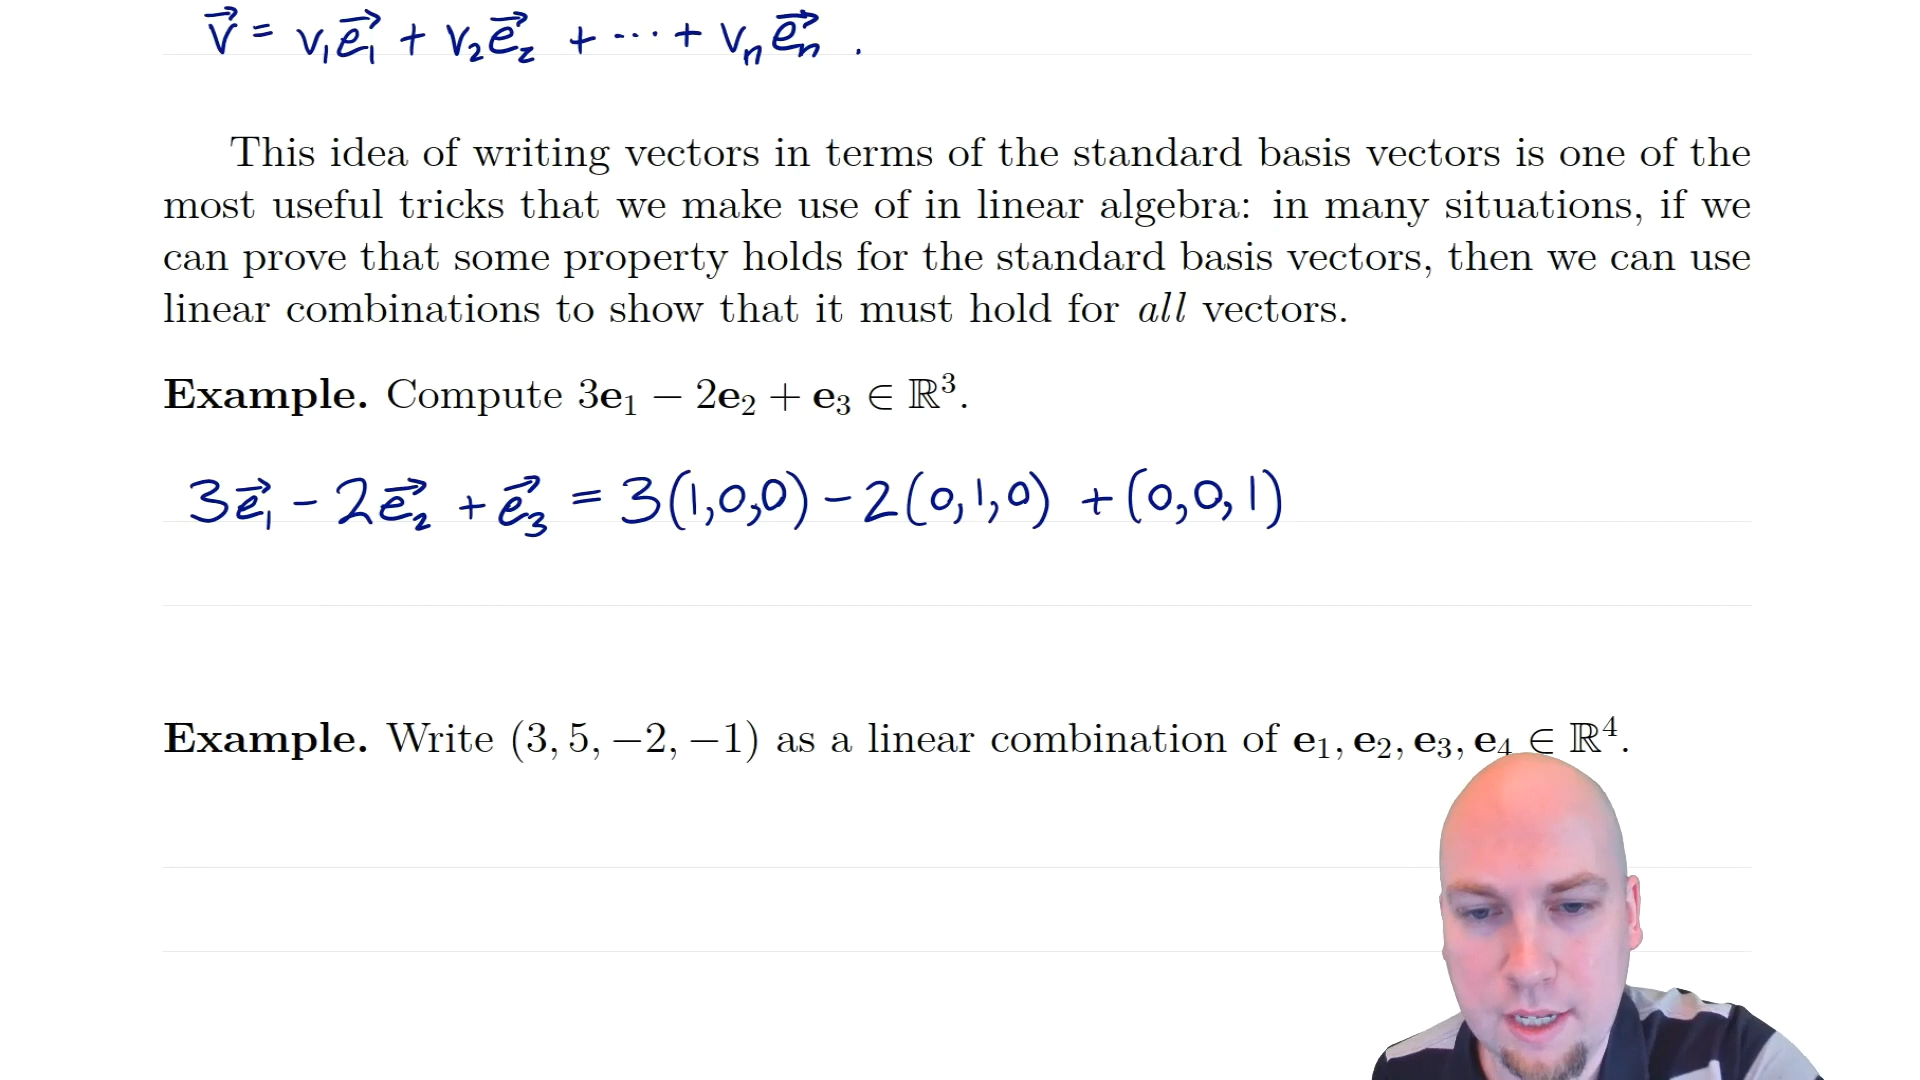 v⃗ = v₁e⃗₁ + v₂e⃗₂ + ⋯ + vₙe⃗ₙ .
This idea of writing vectors in terms of the standard basis vectors is one of the
most useful tricks that we make use of in linear algebra: in many situations, if we
can prove that some property holds for the standard basis vectors, then we can use
linear combinations to show that it must hold for all vectors.
Example. Compute 3e₁ − 2e₂ + e₃ ∈ ℝ³.
3e⃗₁ − 2e⃗₂ + e⃗₃ = 3(1,0,0) − 2(0,1,0) + (0,0,1)
Example. Write (3, 5, −2, −1) as a linear combination of e₁, e₂, e₃, e₄ ∈ ℝ⁴.